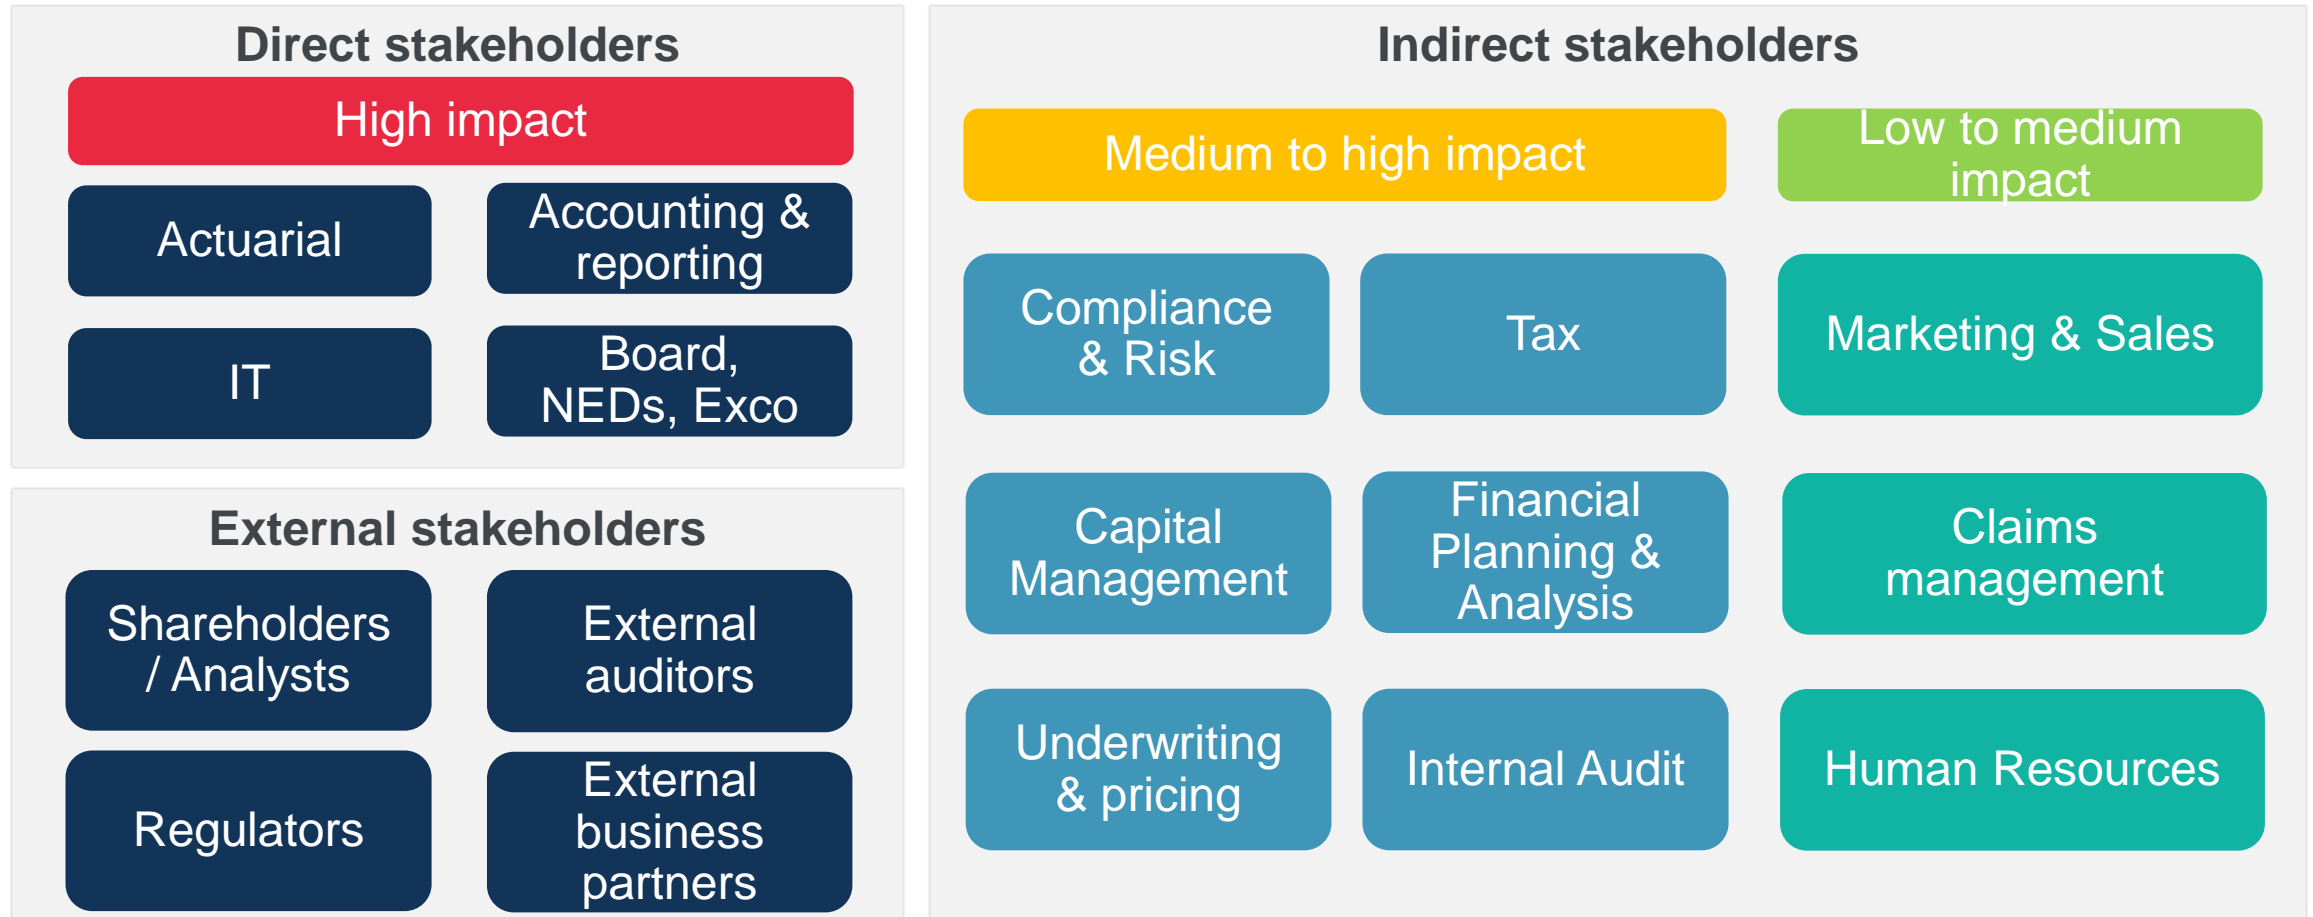 Direct stakeholders
High impact
Actuarial
Accounting &
reporting
IT
Board,
NEDs, Exco
External stakeholders
Shareholders
/ Analysts
External
auditors
Regulators
External
business
partners
Indirect stakeholders
Medium to high impact
Low to medium
impact
Compliance
& Risk
Tax
Marketing & Sales
Capital
Management
Financial
Planning &
Analysis
Claims
management
Underwriting
& pricing
Internal Audit
Human Resources